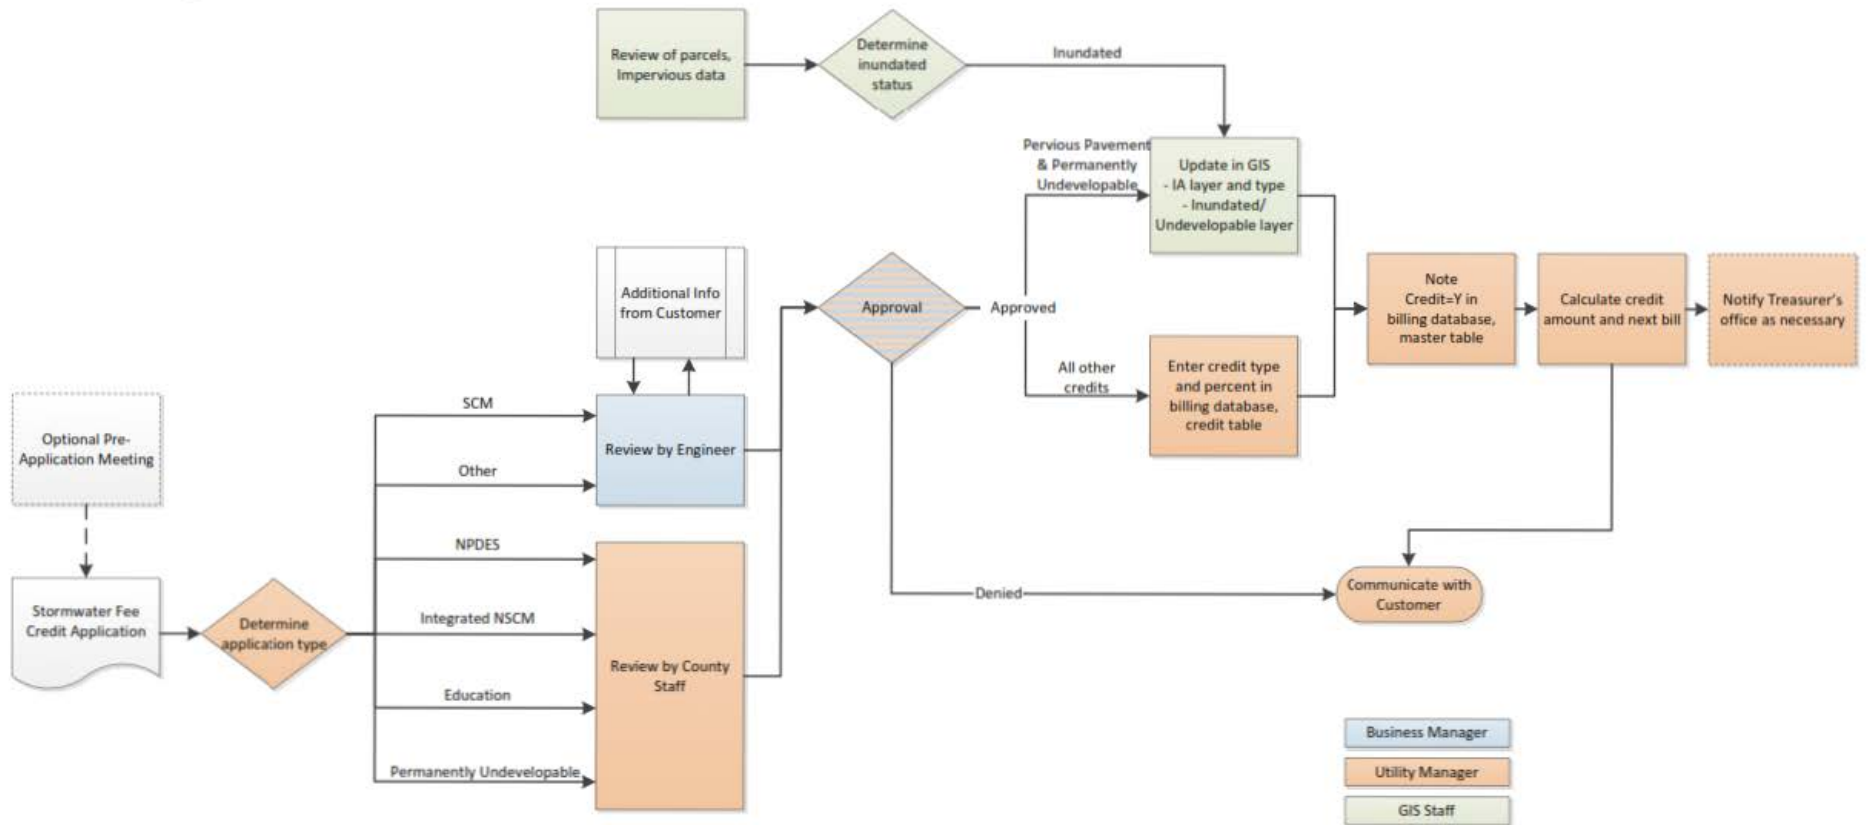 Review of parcels,
Impervious data
Determine
inundated
status
Inundated
Pervious Pavement
& Permanently
Undevelopable
Update in GIS
- IA layer and type
- Inundated/
Undevelopable layer
Additional Info
from Customer
Approval
Approved
Note
Credit=Y in
billing database,
master table
Calculate credit
amount and next bill
Notify Treasurer's
office as necessary
All other
credits
Enter credit type
and percent in
billing database,
credit table
Optional Pre-
Application Meeting
SCM
Other
Review by Engineer
NPDES
Integrated NSCM
Education
Permanently Undevelopable
Stormwater Fee
Credit Application
Determine
application type
Review by County
Staff
Denied
Communicate with
Customer
Business Manager
Utility Manager
GIS Staff